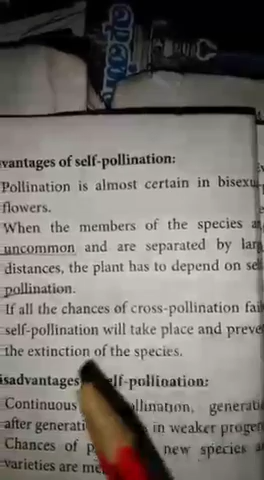 vantages of self-pollination:
Pollination is almost certain in bisexu
flowers.
When the members of the species a
uncommon and are separated by lar
distances, the plant has to depend on se
pollination.
If all the chances of cross-pollination fai
self-pollination will take place and preve
the extinction of the species.
isadvantages lf-pollination:
Continuous llination, generati
after generati in weaker progen
Chances of p new species a
varieties are me